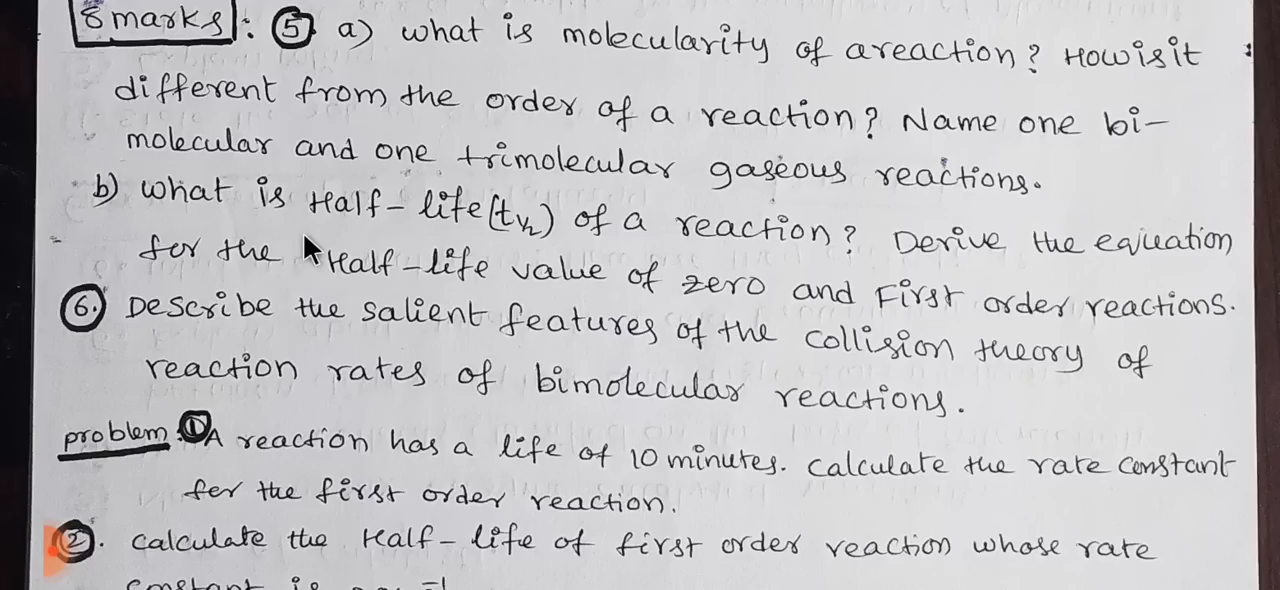 8 marks: ⑤ a) what is molecularity of a reaction? How is it
different from the order of a reaction? Name one bi-
molecular and one trimolecular gaseous reactions.
b) what is Half-life (t½) of a reaction? Derive the equation
for the Half-life value of zero and First order reactions.
⑥. Describe the salient features of the collision theory of
reaction rates of bimolecular reactions.
problem:① A reaction has a life of 10 minutes. calculate the rate constant
for the first order reaction.
②. calculate the Half-life of first order reaction whose rate
constant is